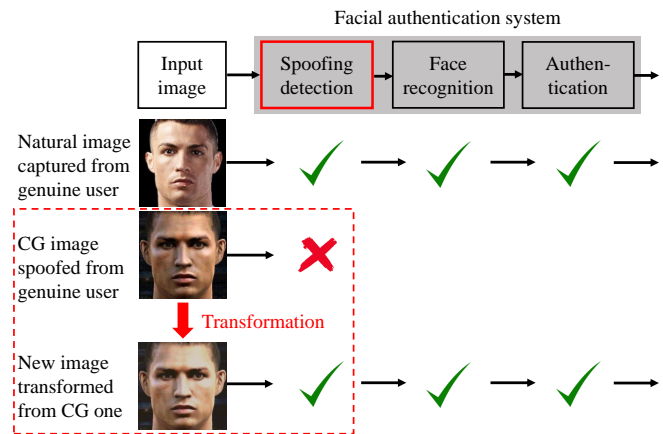 Facial authentication system
Input
image
Spoofing
detection
Face
recognition
Authen-
tication
Natural image
captured from
genuine user
CG image
spoofed from
genuine user
Transformation
New image
transformed
from CG one